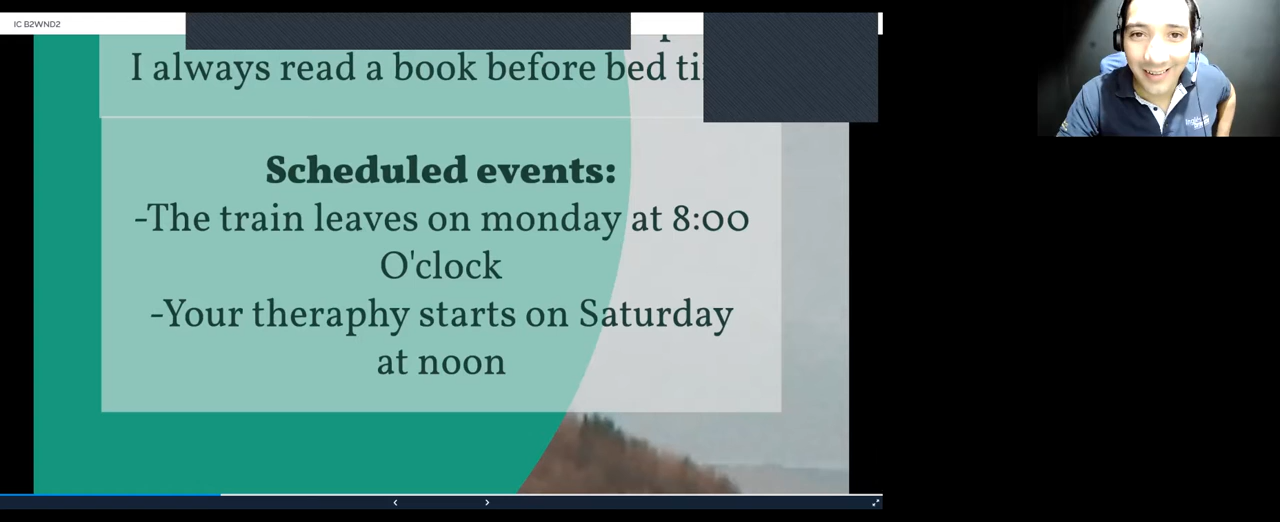 IC B2WND2
I always read a book before bed
Scheduled events:
-The train leaves on monday at 8:00
O'clock
-Your theraphy starts on Saturday
at noon